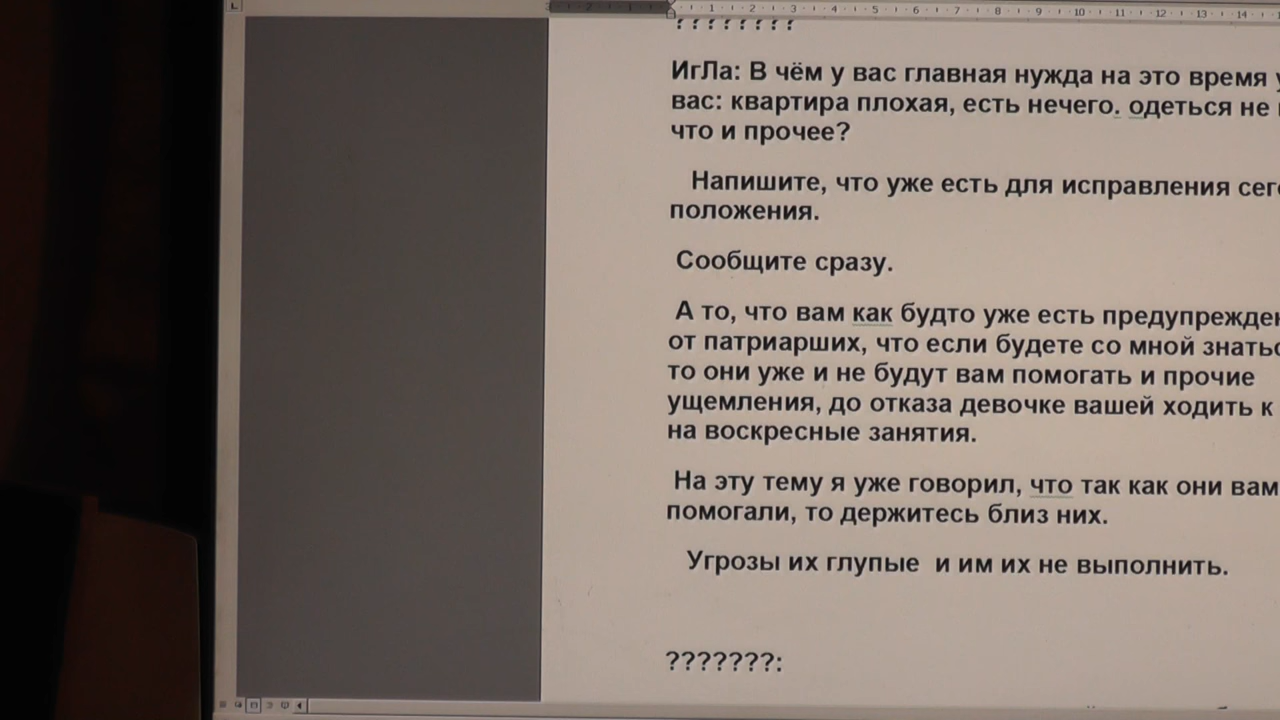 ????????
ИгЛа: В чём у вас главная нужда на это время
вас: квартира плохая, есть нечего. одеться не
что и прочее?
Напишите, что уже есть для исправления
положения.
Сообщите сразу.
А то, что вам как будто уже есть
от патриарших, что если будете со мной
то они уже и не будут вам помогать и прочие
ущемления, до отказа девочке вашей ходить к
на воскресные занятия.
На эту тему я уже говорил, что так как они вам
помогали, то держитесь близ них.
Угрозы их глупые и им их не выполнить.
???????: